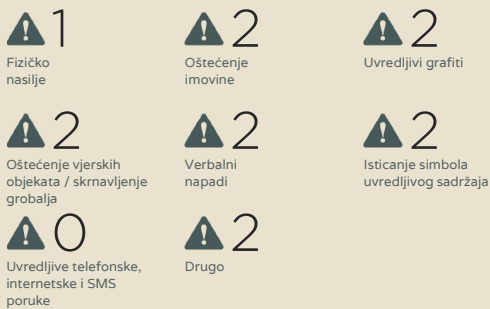 1
Fizičko
nasilje
2
Oštećenje
imovine
2
Uvredljivi grafiti
2
Oštećenje vjerskih
objekata / skrnavljenje
grobalja
2
Verbalni
napadi
2
Isticanje simbola
uvredljivog sadržaja
0
Uvredljive telefonske,
internetske i SMS
poruke
2
Drugo